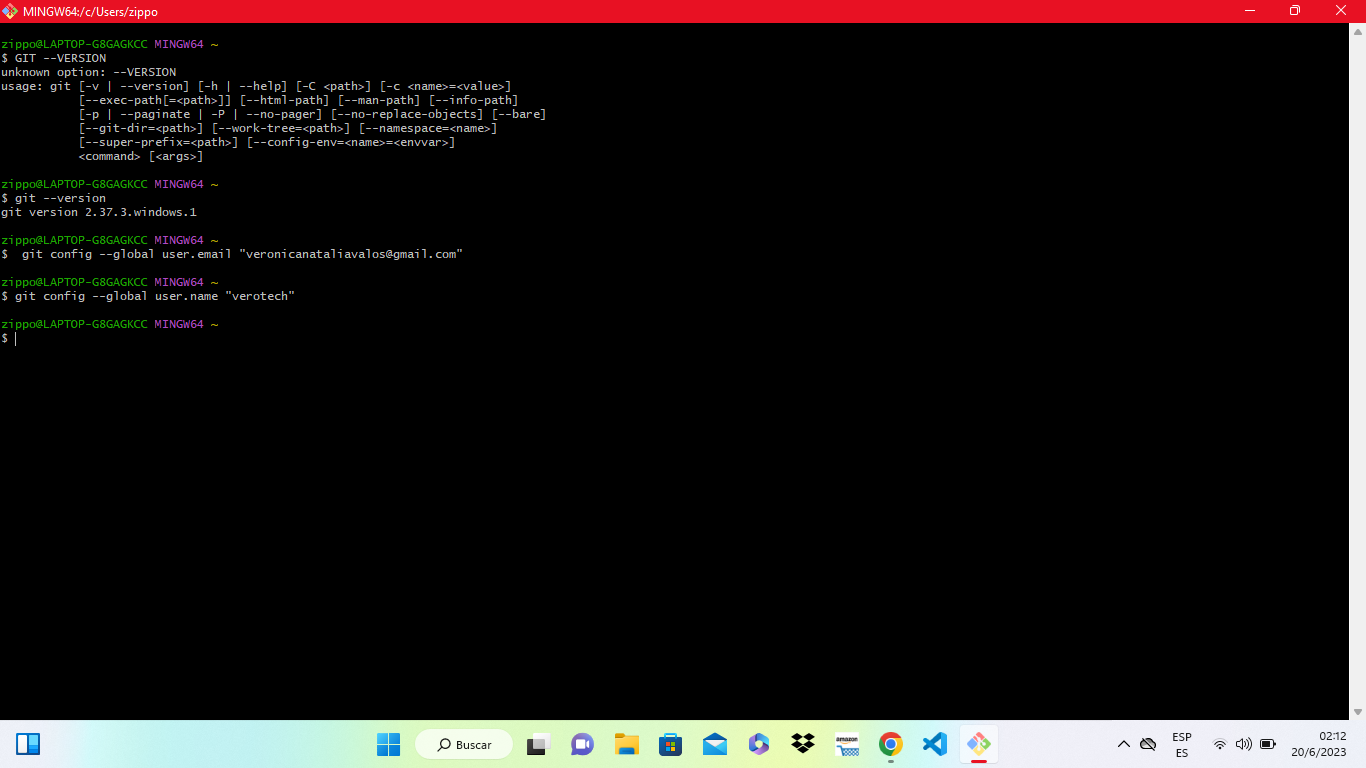 MINGW64:/c/Users/zippo
zippo@LAPTOP-G8GAGKCC MINGW64 ~
$ GIT --VERSION
unknown option: --VERSION
usage: git [-v | --version] [-h | --help] [-C <path>] [-c <name>=<value>]
           [--exec-path[=<path>]] [--html-path] [--man-path] [--info-path]
           [-p | --paginate | -P | --no-pager] [--no-replace-objects] [--bare]
           [--git-dir=<path>] [--work-tree=<path>] [--namespace=<name>]
           [--super-prefix=<path>] [--config-env=<name>=<envvar>]
           <command> [<args>]
zippo@LAPTOP-G8GAGKCC MINGW64 ~
$ git --version
git version 2.37.3.windows.1
zippo@LAPTOP-G8GAGKCC MINGW64 ~
$  git config --global user.email "veronicanataliavalos@gmail.com"
zippo@LAPTOP-G8GAGKCC MINGW64 ~
$ git config --global user.name "verotech"
zippo@LAPTOP-G8GAGKCC MINGW64 ~
$
Buscar
amazon
ESP
ES
02:12
20/6/2023